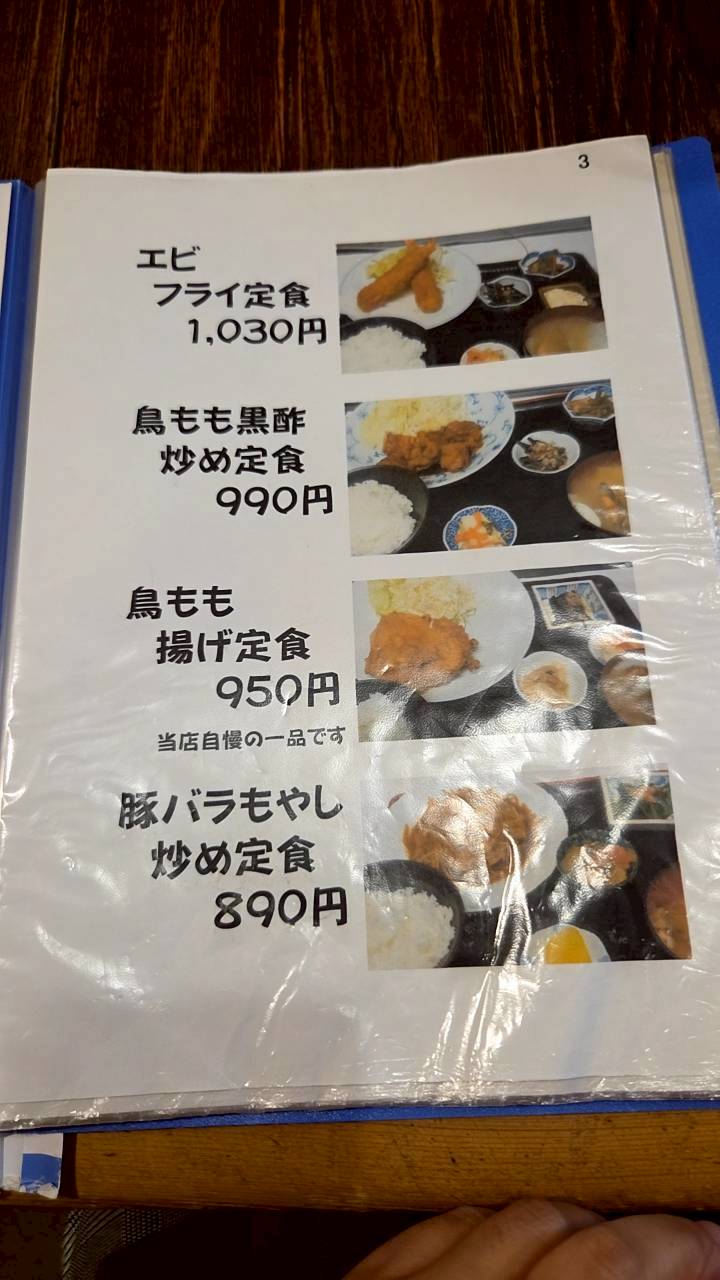 3
エビ
フライ定食
1,030円
鳥もも黒酢
炒め定食
990円
鳥もも
揚げ定食
950円
当店自慢の一品です
豚バラもやし
炒め定食
890円